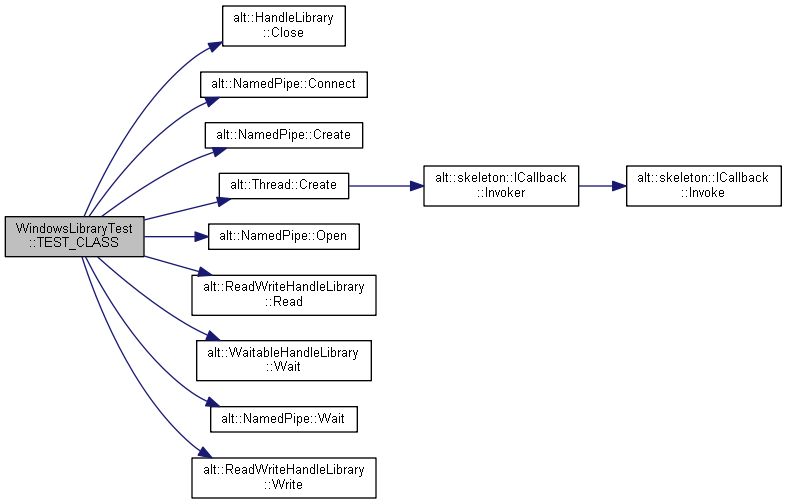 alt::HandleLibrary
::Close
alt::NamedPipe::Connect
alt::NamedPipe::Create
alt::Thread::Create
alt::skeleton::ICallback
::Invoker
alt::skeleton::ICallback
::Invoke
WindowsLibraryTest
::TEST_CLASS
alt::NamedPipe::Open
alt::ReadWriteHandleLibrary
::Read
alt::WaitableHandleLibrary
::Wait
alt::NamedPipe::Wait
alt::ReadWriteHandleLibrary
::Write